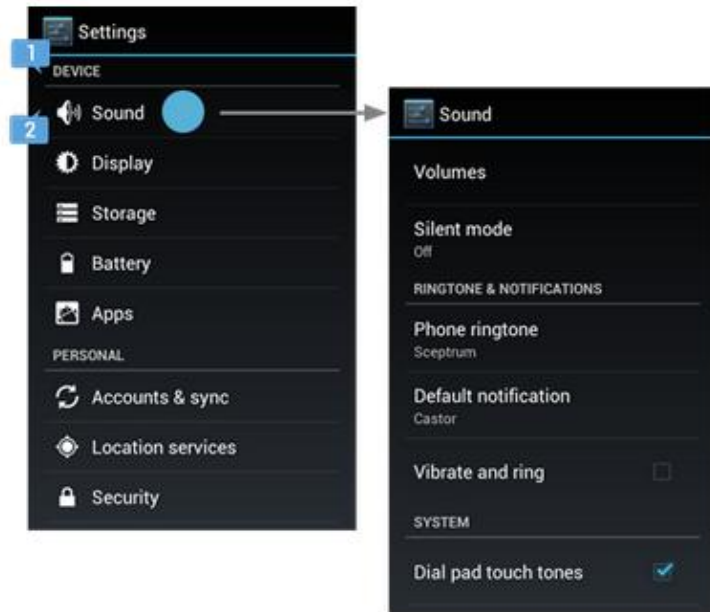 Settings
1
DEVICE
2
Sound
Display
Storage
Battery
Apps
PERSONAL
Accounts & sync
Location services
Security
Sound
Volumes
Silent mode
Off
RINGTONE & NOTIFICATIONS
Phone ringtone
Sceptrum
Default notification
Castor
Vibrate and ring
SYSTEM
Dial pad touch tones